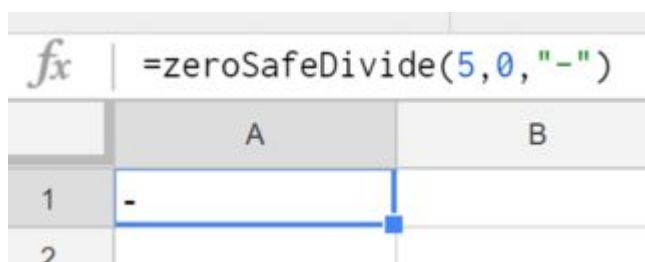 fx =zeroSafeDivide(5,0,"-")
A B
1 -
2